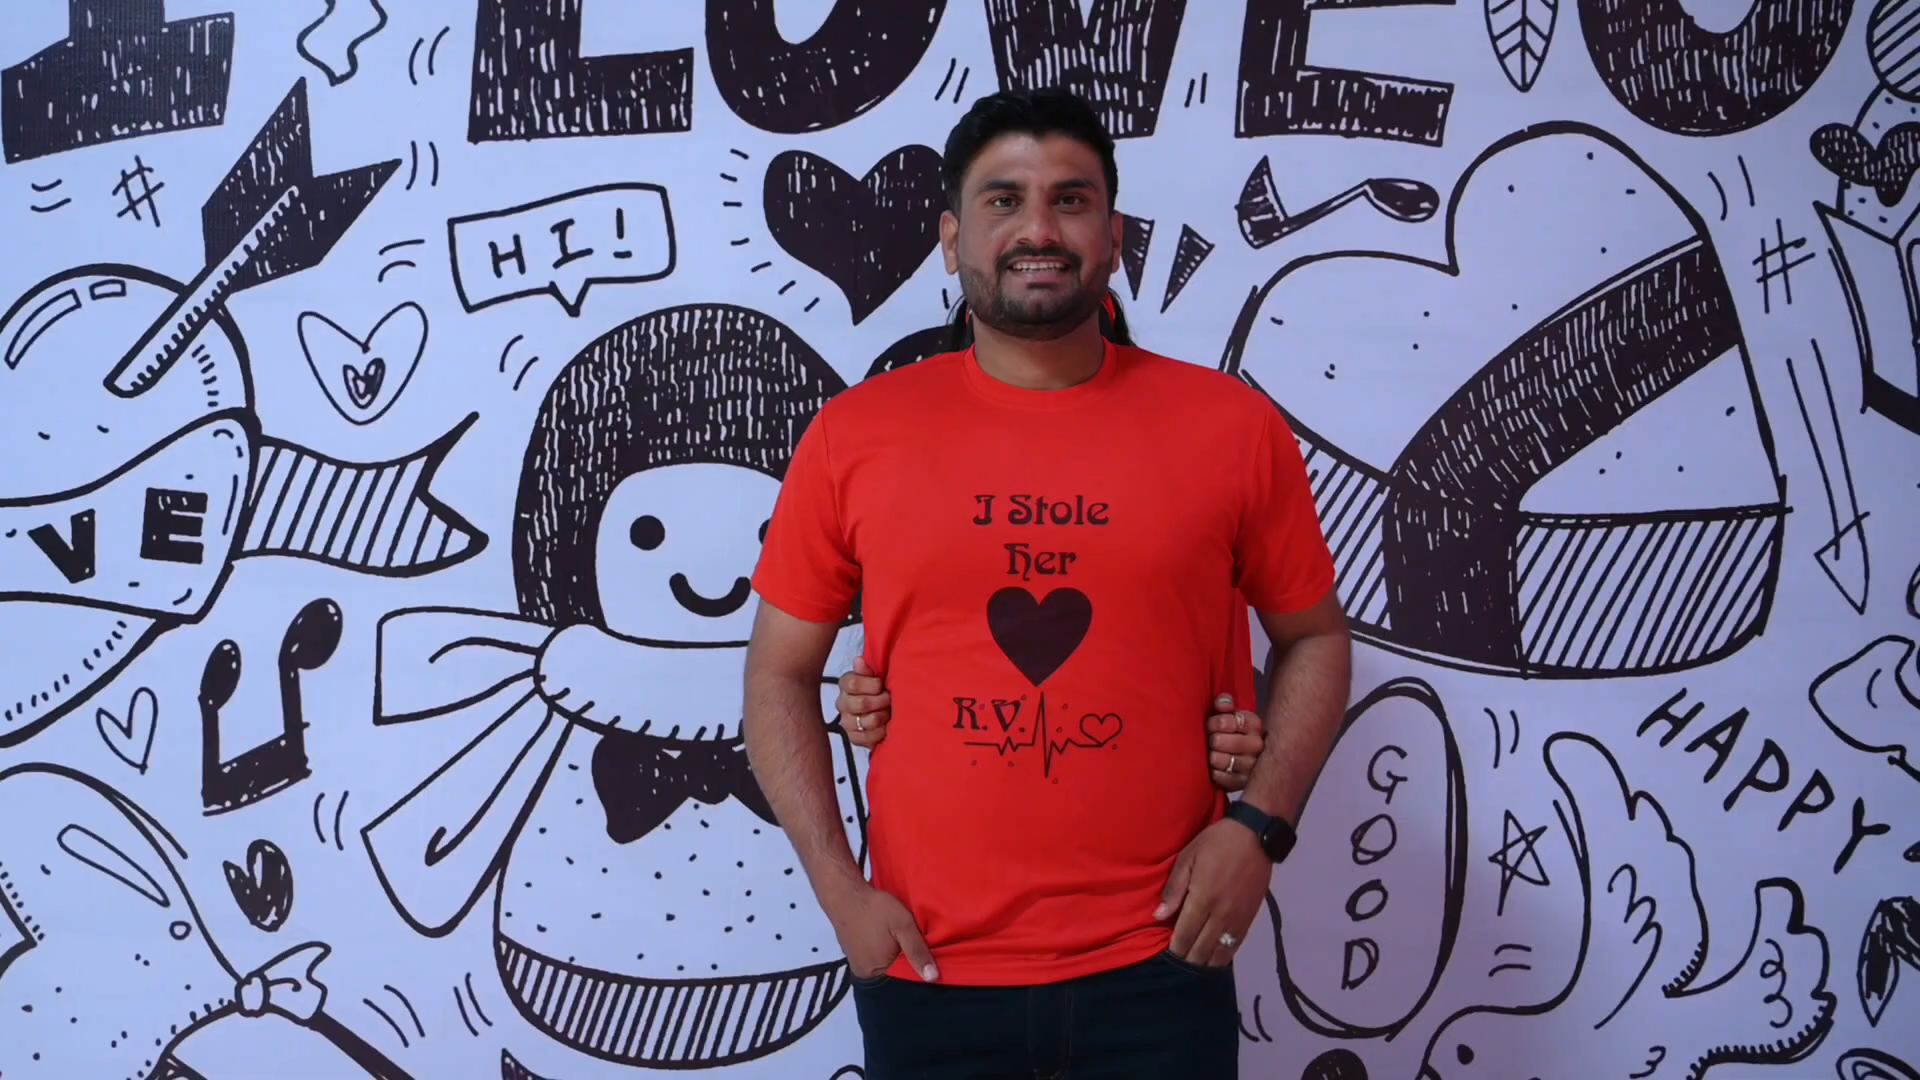 I LOVE
HI!
VE
I Stole
Her
R.V.
HAPPY
GOOD